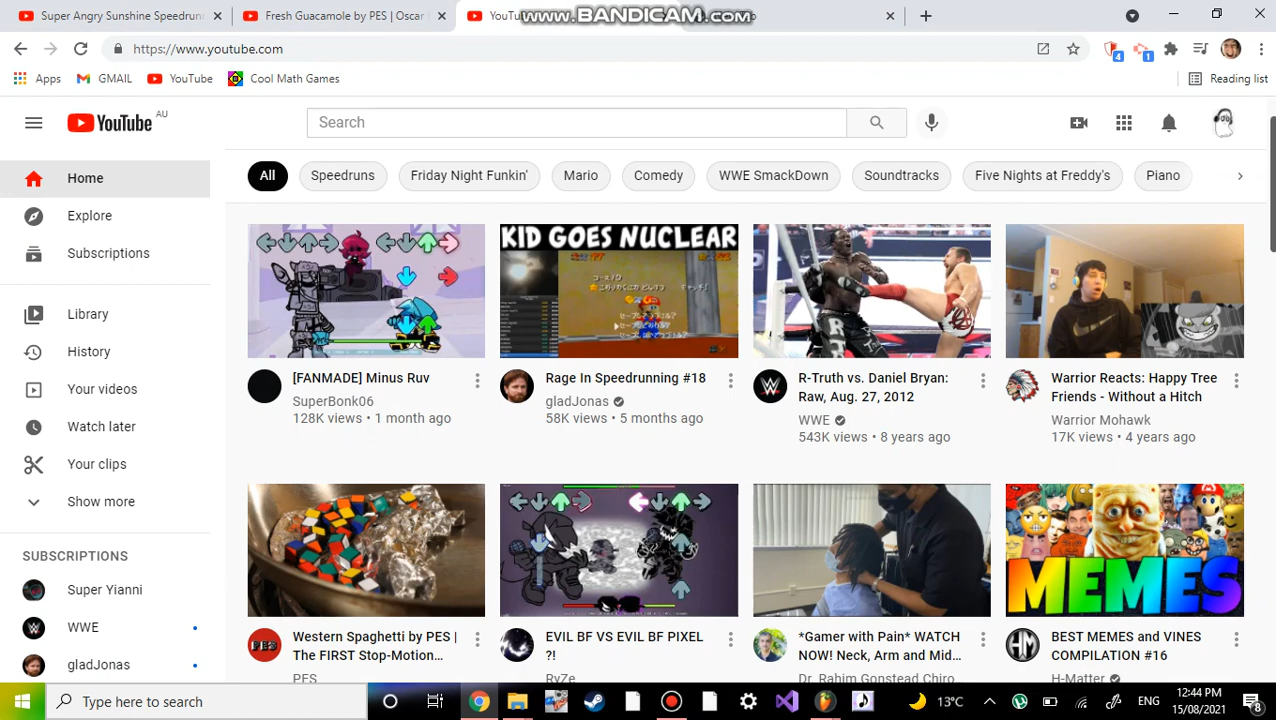 Super Angry Sunshine Speedrun
Fresh Guacamole by PES | Oscar
YouT
www.BANDICAM.com
https://www.youtube.com
4
1
Apps
GMAIL
YouTube
Cool Math Games
Reading list
YouTube AU
Search
Home
Explore
Subscriptions
Library
History
Your videos
Watch later
Your clips
Show more
SUBSCRIPTIONS
Super Yianni
WWE
gladJonas
All
Speedruns
Friday Night Funkin'
Mario
Comedy
WWE SmackDown
Soundtracks
Five Nights at Freddy's
Piano
KID GOES NUCLEAR
[FANMADE] Minus Ruv
SuperBonk06
128K views • 1 month ago
Rage In Speedrunning #18
gladJonas
58K views • 5 months ago
R-Truth vs. Daniel Bryan:
Raw, Aug. 27, 2012
WWE
543K views • 8 years ago
Warrior Reacts: Happy Tree
Friends - Without a Hitch
Warrior Mohawk
17K views • 4 years ago
MEMES
PES
Western Spaghetti by PES |
The FIRST Stop-Motion...
PES
EVIL BF VS EVIL BF PIXEL
?!
RyZe
*Gamer with Pain* WATCH
NOW! Neck, Arm and Mid...
Dr. Rahim Gonstead Chiro
HM
BEST MEMES and VINES
COMPILATION #16
H-Matter
Type here to search
13°C
ENG
12:44 PM
15/08/2021
8